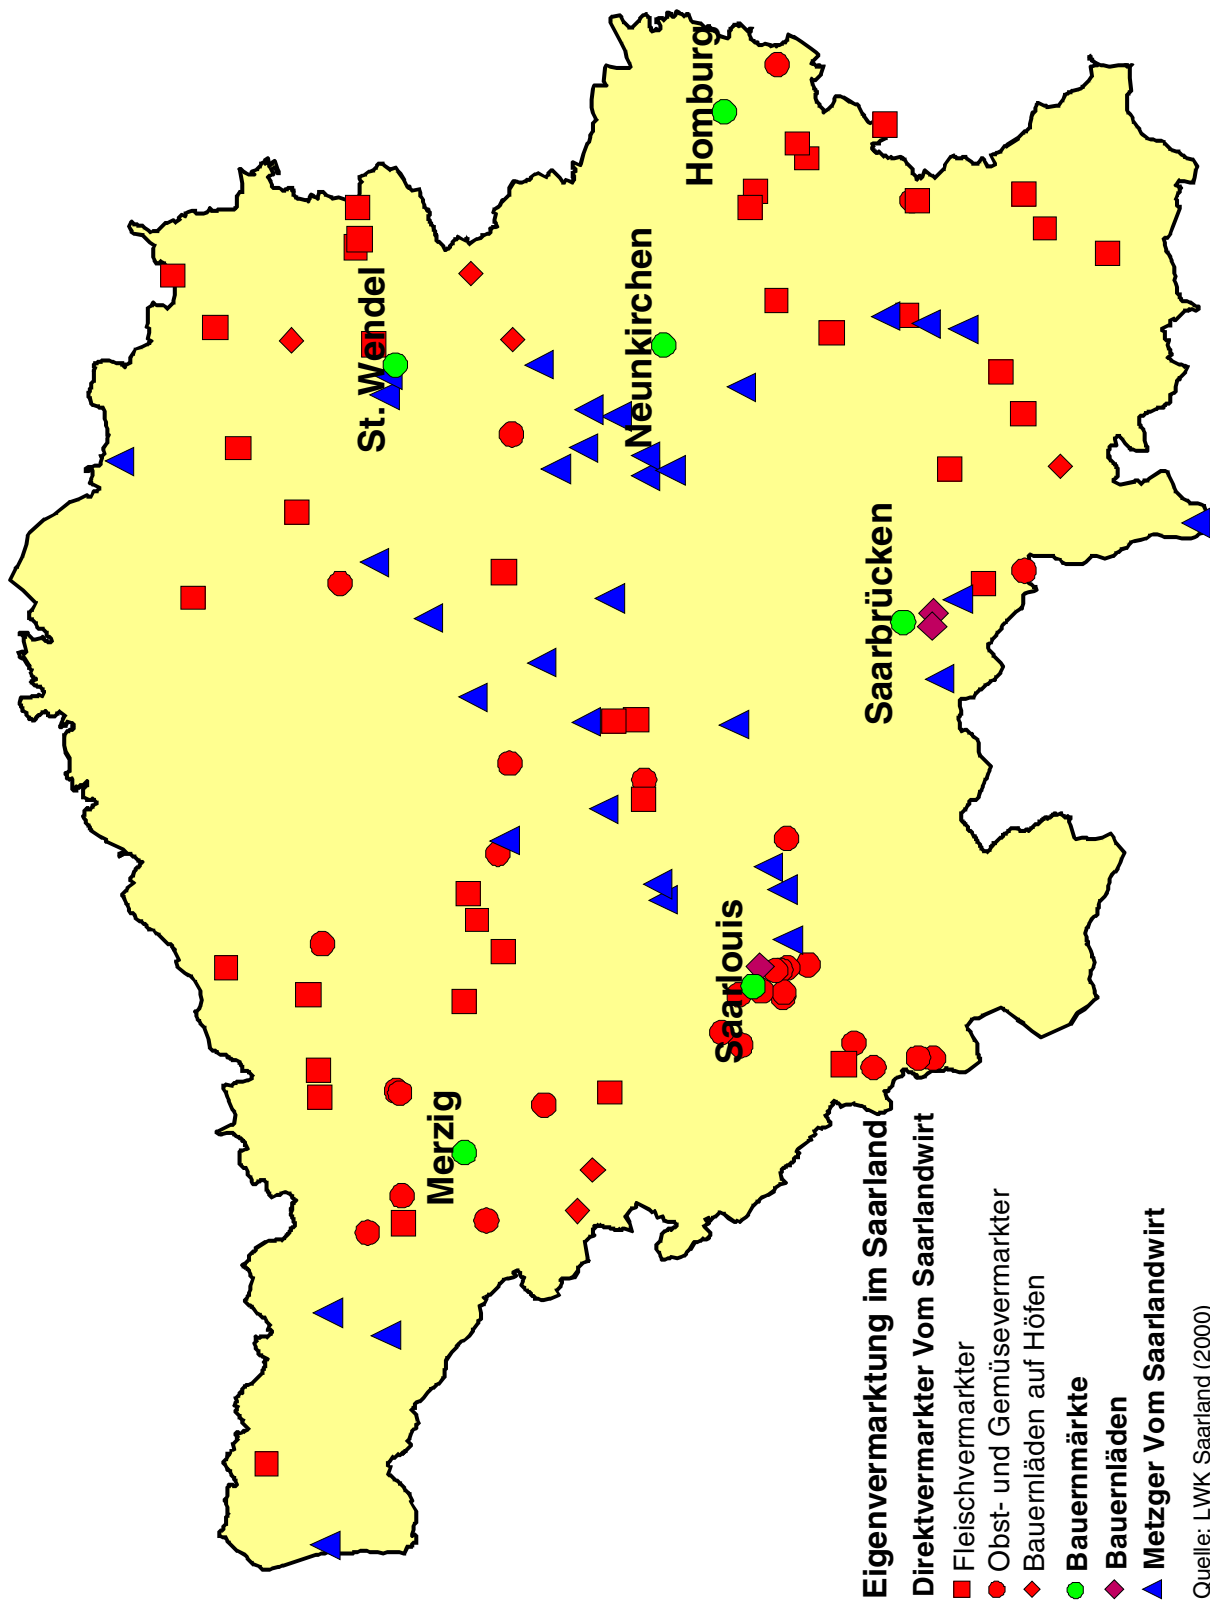 St. Wendel
Merzig
Neunkirchen
Homburg
Saarlouis
Saarbrücken
Eigenvermarktung im Saarland
Direktvermarkter Vom Saarlandwirt
Fleischvermarkter
Obst- und Gemüsevermarkter
Bauernläden auf Höfen
Bauernmärkte
Bauernläden
Metzger Vom Saarlandwirt
Quelle: LWK Saarland (2000)